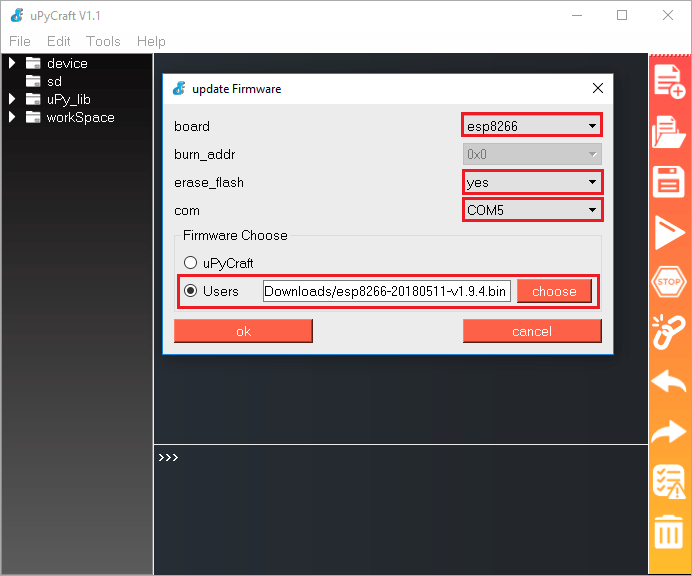 uPyCraft V1.1
File Edit Tools Help
device
sd
uPy_lib
workSpace
update Firmware
board esp8266
burn_addr 0x0
erase_flash yes
com COM5
Firmware Choose
uPyCraft
Users Downloads/esp8266-20180511-v1.9.4.bin choose
ok cancel
>>>
STOP